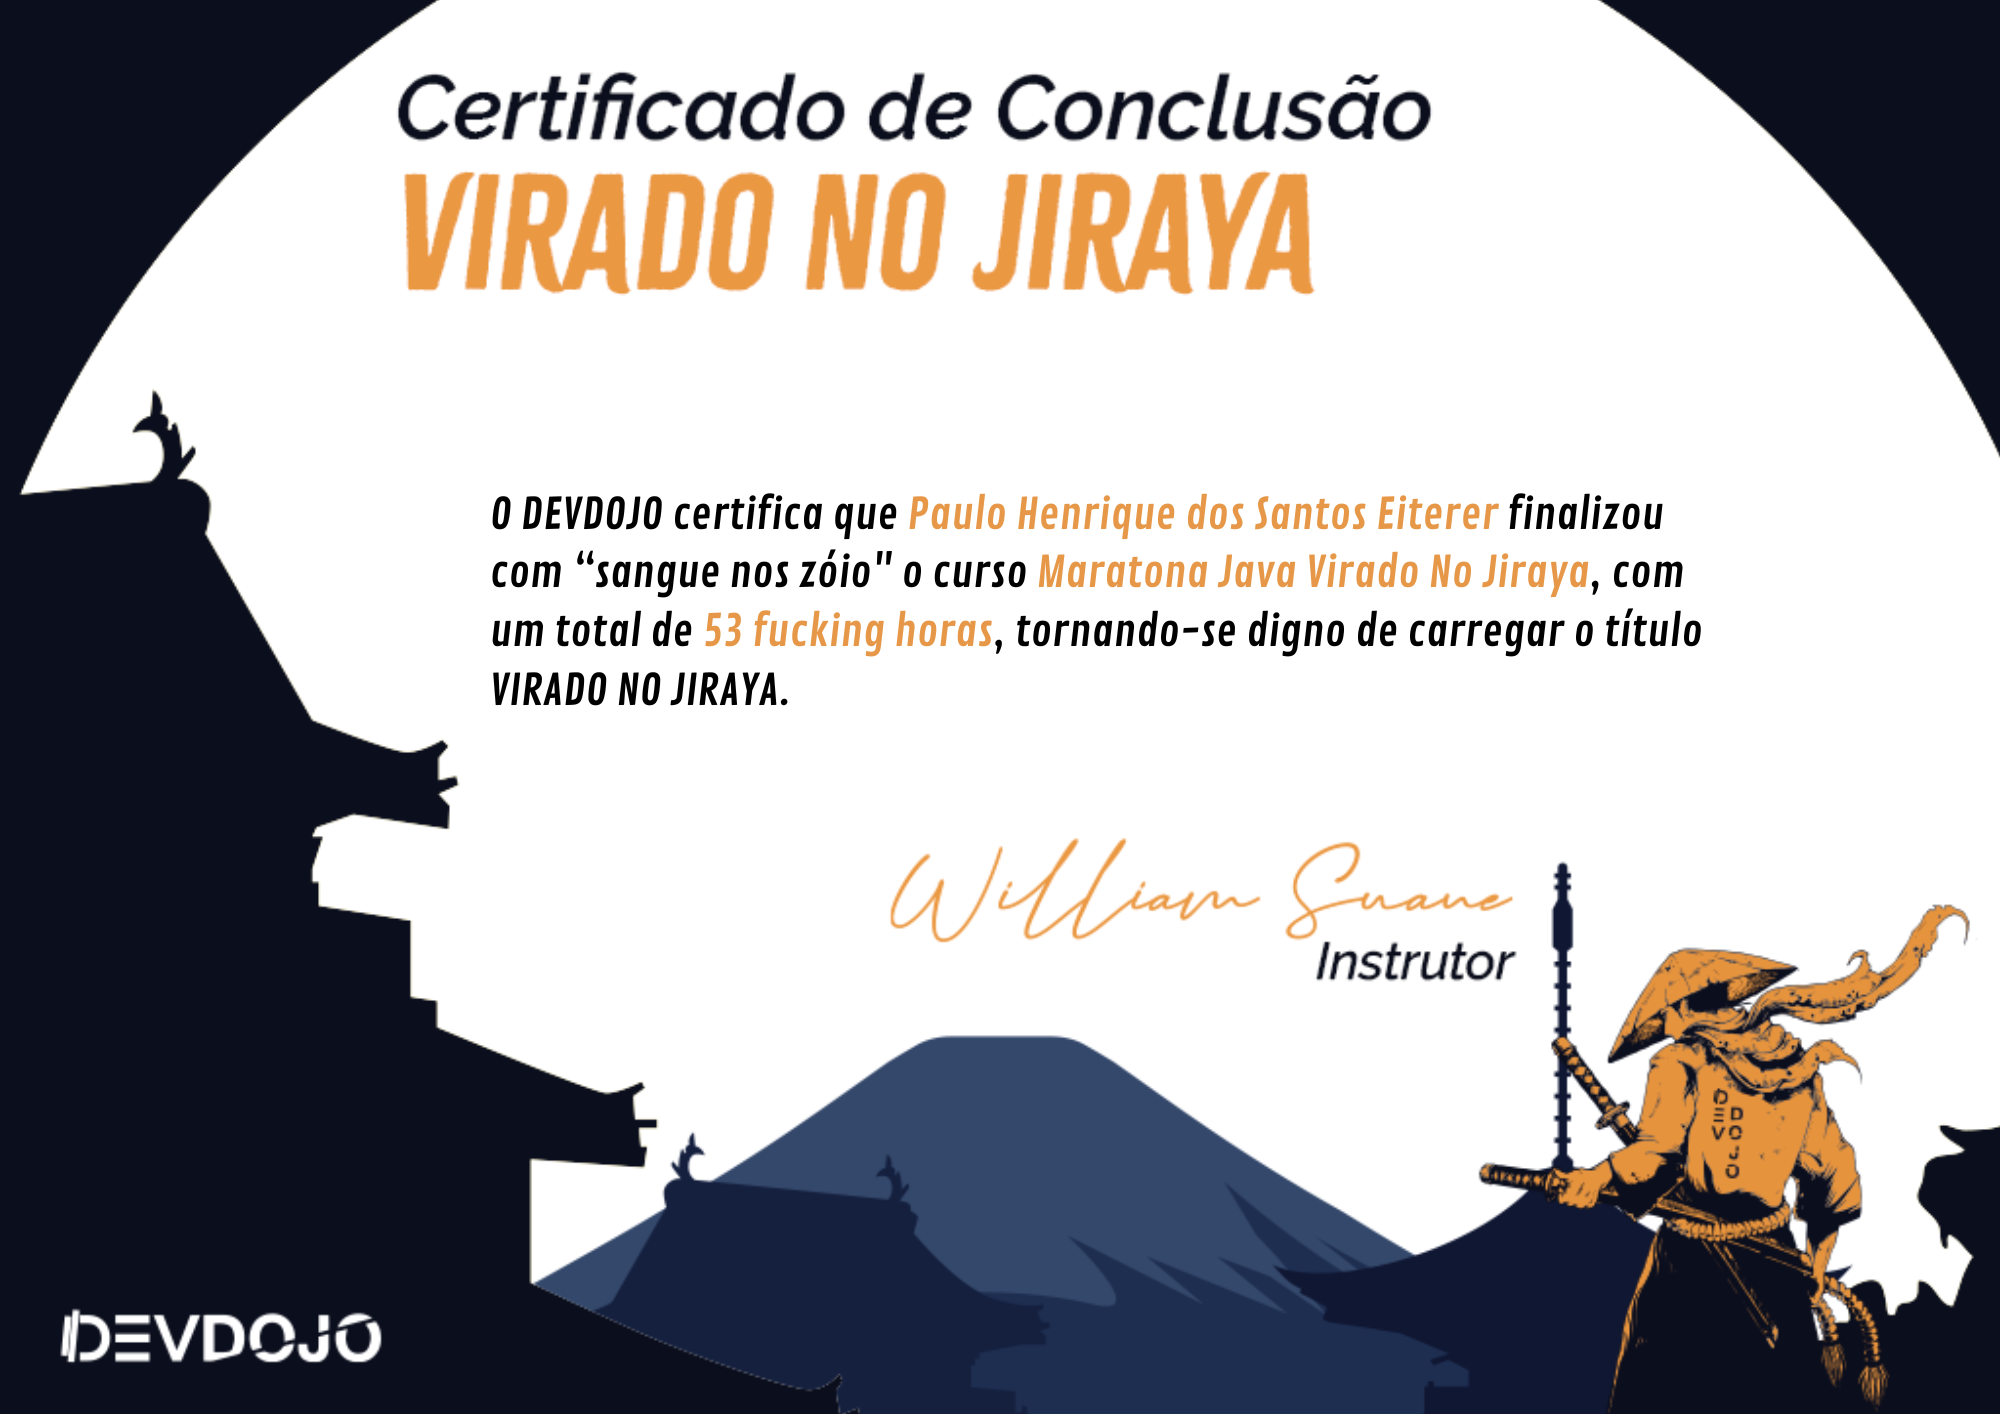 Certificado de Conclusão
VIRADO NO JIRAYA
O DEVDOJO certifica que Paulo Henrique dos Santos Eiterer finalizou
com “sangue nos zóio" o curso Maratona Java Virado No Jiraya, com
um total de 53 fucking horas, tornando-se digno de carregar o título
VIRADO NO JIRAYA.
William Suane
Instrutor
DEV DOJO
DEVDOJO